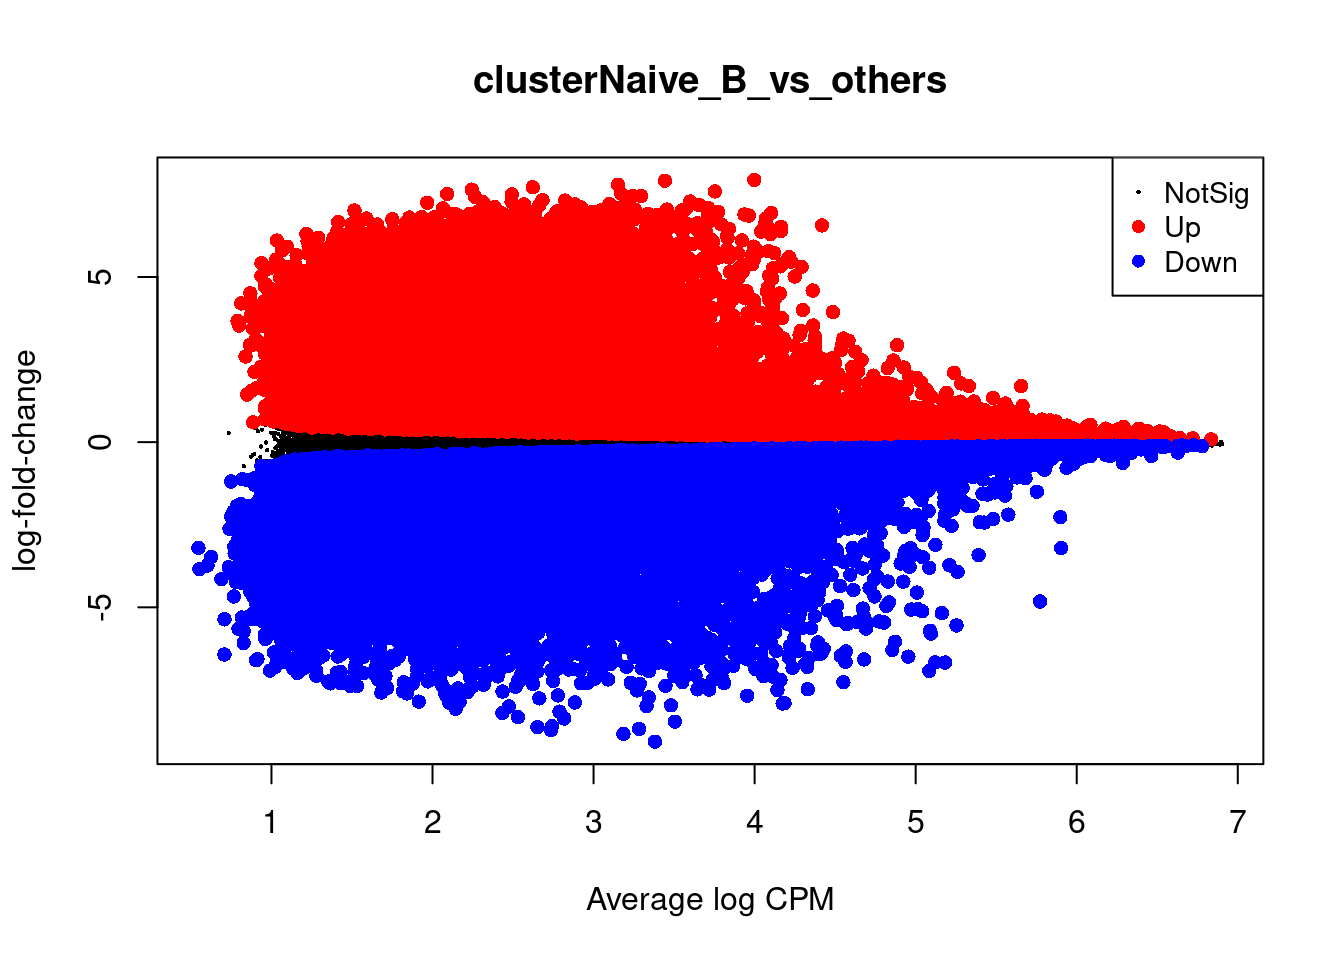 clusterNaive_B_vs_others
NotSig
Up
Down
log-fold-change
5
0
-5
1 2 3 4 5 6 7
Average log CPM